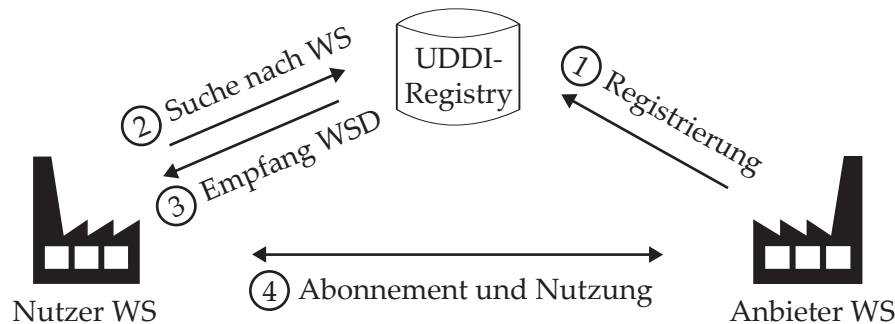 UDDI-
Registry
1 Registrierung
2 Suche nach WS
3 Empfang WSD
4 Abonnement und Nutzung
Nutzer WS
Anbieter WS